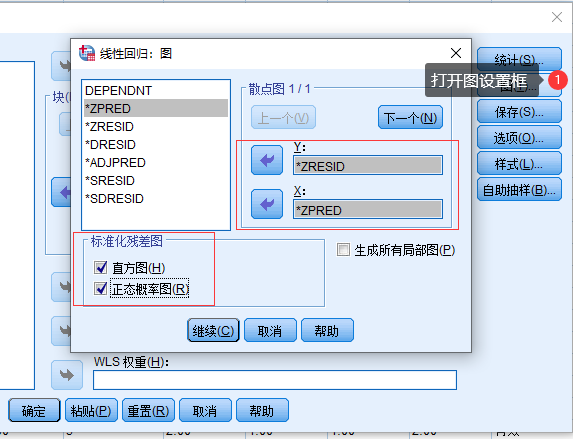 线性回归：图
DEPENDNT
*ZPRED
*ZRESID
*DRESID
*ADJPRED
*SRESID
*SDRESID
散点图 1 / 1
上一个(V)
下一个(N)
Y:
*ZRESID
X:
*ZPRED
标准化残差图
直方图(H)
正态概率图(R)
生成所有局部图(P)
继续(C)
取消
帮助
统计(S)...
打开图设置框
1
保存(S)...
选项(O)...
样式(L)...
自助抽样(B)...
块(
WLS 权重(H):
确定
粘贴(P)
重置(R)
取消
帮助